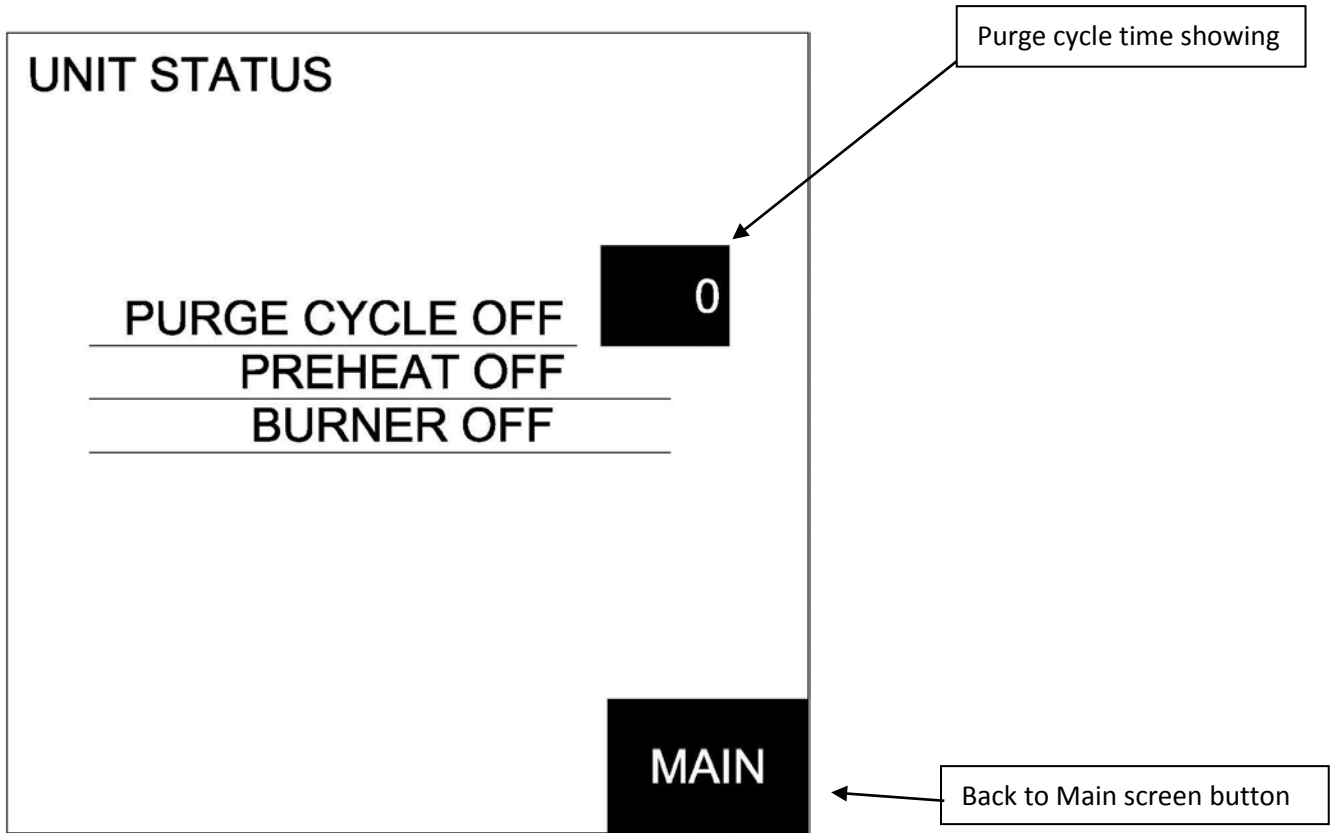 Purge cycle time showing
UNIT STATUS
0
PURGE CYCLE OFF
PREHEAT OFF
BURNER OFF
MAIN
Back to Main screen button